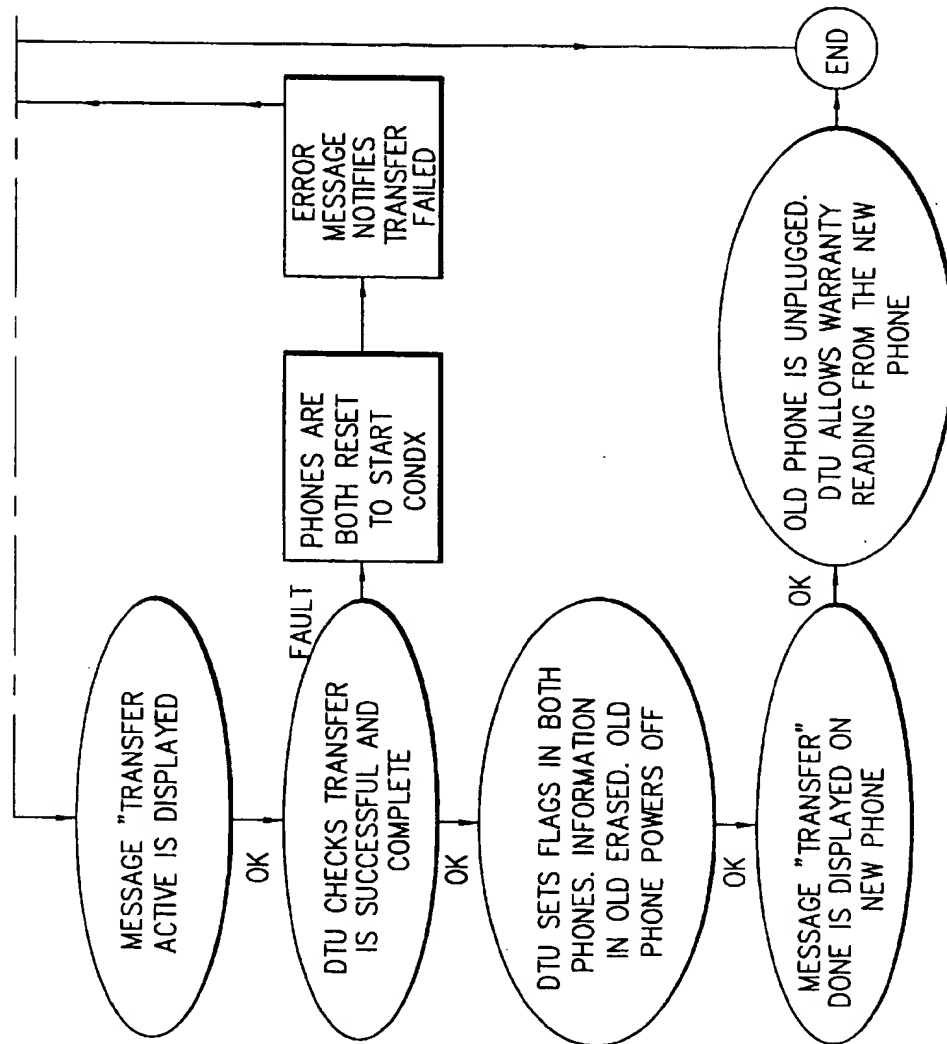 MESSAGE "TRANSFER
ACTIVE IS DISPLAYED
OK
DTU CHECKS TRANSFER
IS SUCCESSFUL AND
COMPLETE
FAULT
PHONES ARE
BOTH RESET
TO START
CONDX
ERROR
MESSAGE
NOTIFIES
TRANSFER
FAILED
OK
DTU SETS FLAGS IN BOTH
PHONES. INFORMATION
IN OLD ERASED. OLD
PHONE POWERS OFF
OK
MESSAGE "TRANSFER"
DONE IS DISPLAYED ON
NEW PHONE
OK
OLD PHONE IS UNPLUGGED.
DTU ALLOWS WARRANTY
READING FROM THE NEW
PHONE
END